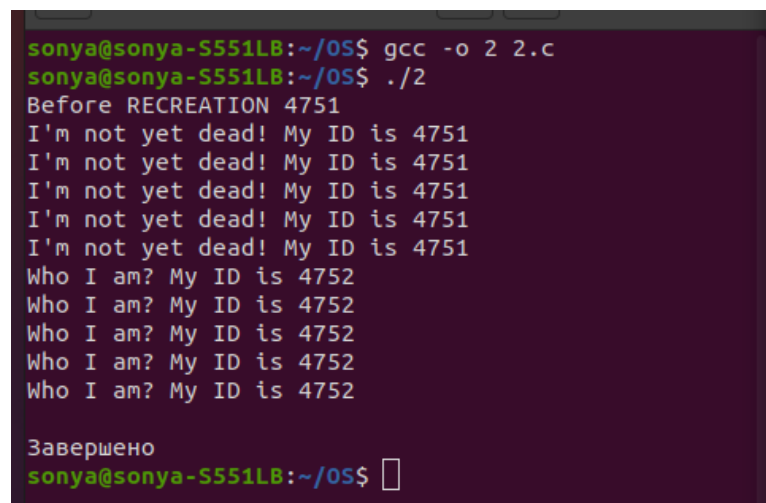 sonya@sonya-S551LB:~/OS$ gcc -o 2 2.c
sonya@sonya-S551LB:~/OS$ ./2
Before RECREATION 4751
I'm not yet dead! My ID is 4751
I'm not yet dead! My ID is 4751
I'm not yet dead! My ID is 4751
I'm not yet dead! My ID is 4751
I'm not yet dead! My ID is 4751
Who I am? My ID is 4752
Who I am? My ID is 4752
Who I am? My ID is 4752
Who I am? My ID is 4752
Who I am? My ID is 4752
Завершено
sonya@sonya-S551LB:~/OS$